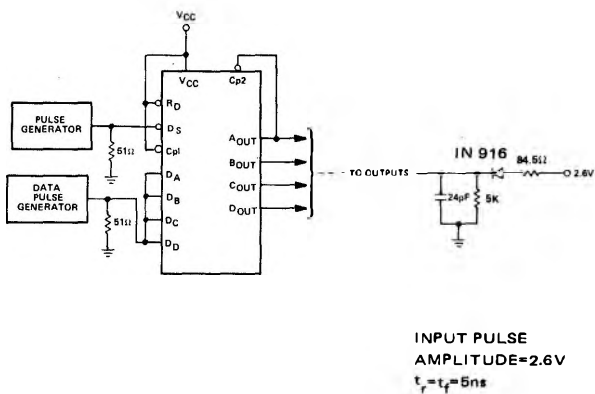 VCC
VCC
Cp2
RD
PULSE
GENERATOR
DS
Cp1
51Ω
AOUT
BOUT
COUT
DOUT
DA
DB
DC
DD
DATA
PULSE
GENERATOR
51Ω
TO OUTPUTS
IN 916
84.5Ω
2.6V
24pF
5K
INPUT PULSE
AMPLITUDE=2.6V
tr=tf=5ns